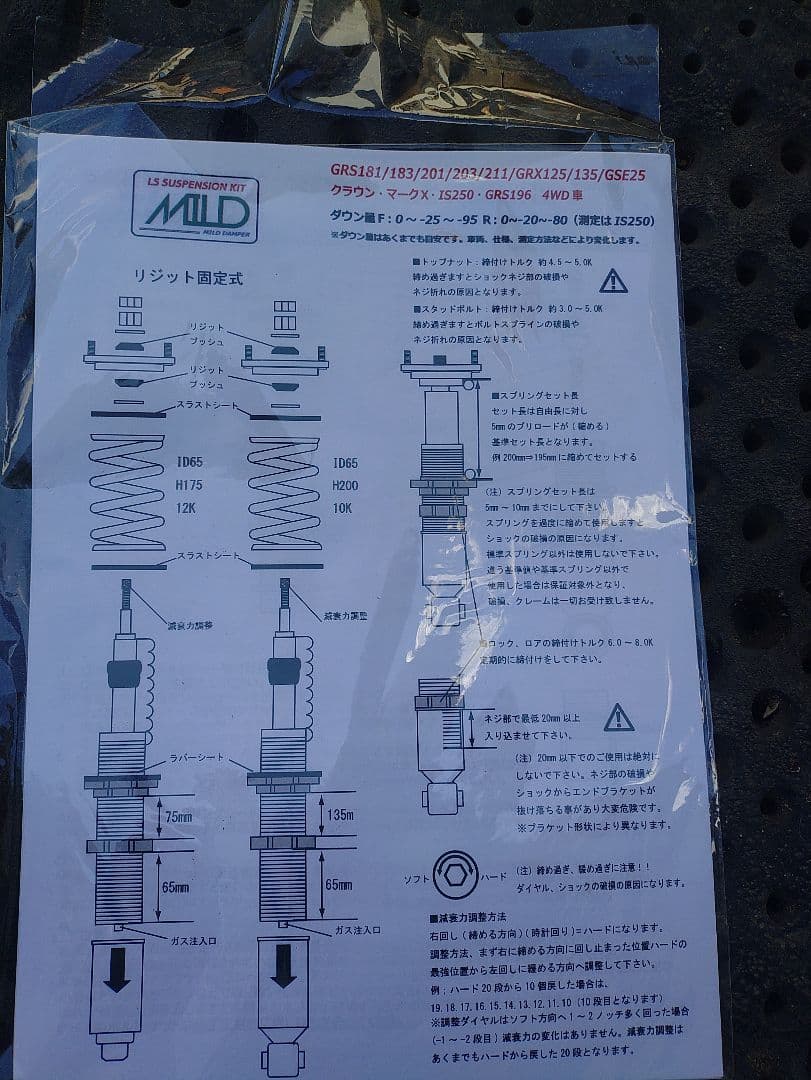 LS SUSPENSION KIT
MILD
MILD DAMPER
GRS181/183/201/203/211/GRX125/135/GSE25
クラウン・マークX・IS250・GRS196 4WD車
ダウン量F:0～-25～-95 R:0～-20～-80(測定はIS250)
※ダウン量はあくまでも目安です。車両、仕様、測定方法などにより変化します。
リジット固定式
■トップナット:締付けトルク 約4.5～5.0K
締め過ぎますとショックネジ部の破損や
ネジ折れの原因となります。
■スタッドボルト:締付けトルク 約3.0～5.0K
締め過ぎますとボルトスプラインの破損や
ネジ折れの原因となります。
リジット
ブッシュ
リジット
ブッシュ
スラストシート
ID65
H175
12K
ID65
H200
10K
スラストシート
■スプリングセット長
セット長は自由長に対し
5mmのプリロードが(縮める)
基準セット長となります。
例 200mm⇒195mmに縮めてセットする
(注)スプリングセット長は
5mm～10mmまでにして下さい。
スプリングを過度に縮めて使用しますと
ショックの破損の原因になります。
標準スプリング以外は使用しないで下さい。
違う基準値や基準スプリング以外で
使用した場合は保証対象外となり、
破損、クレームは一切お受け致しません。
減衰力調整
減衰力調整
■ロック、ロアの締付けトルク6.0～8.0K
定期的に締付けをして下さい。
ネジ部で最低20mm以上
入り込ませて下さい。
(注)20mm以下でのご使用は絶対に
しないで下さい。ネジ部の破損や
ショックからエンドブラケットが
抜け落ちる事があり大変危険です。
※ブラケット形状により異なります。
ラバーシート
75mm
135m
65mm
65mm
ガス注入口
ガス注入口
ソフト
ハード
(注)締め過ぎ、緩め過ぎに注意!!
ダイヤル、ショックの破損の原因になります。
■減衰力調整方法
右回し(締める方向)(時計回り)=ハードになります。
調整方法、まず右に締める方向に回し止まった位置ハードの
最強位置から左回しに緩める方向へ調整して下さい。
例:ハード20段から10個戻した場合は、
19.18.17.16.15.14.13.12.11.10(10段目となります)
※調整ダイヤルはソフト方向へ1～2ノッチ多く回った場合
(-1～-2段目)減衰力の変化はありません。減衰力調整は
あくまでもハードから戻した20段となります。